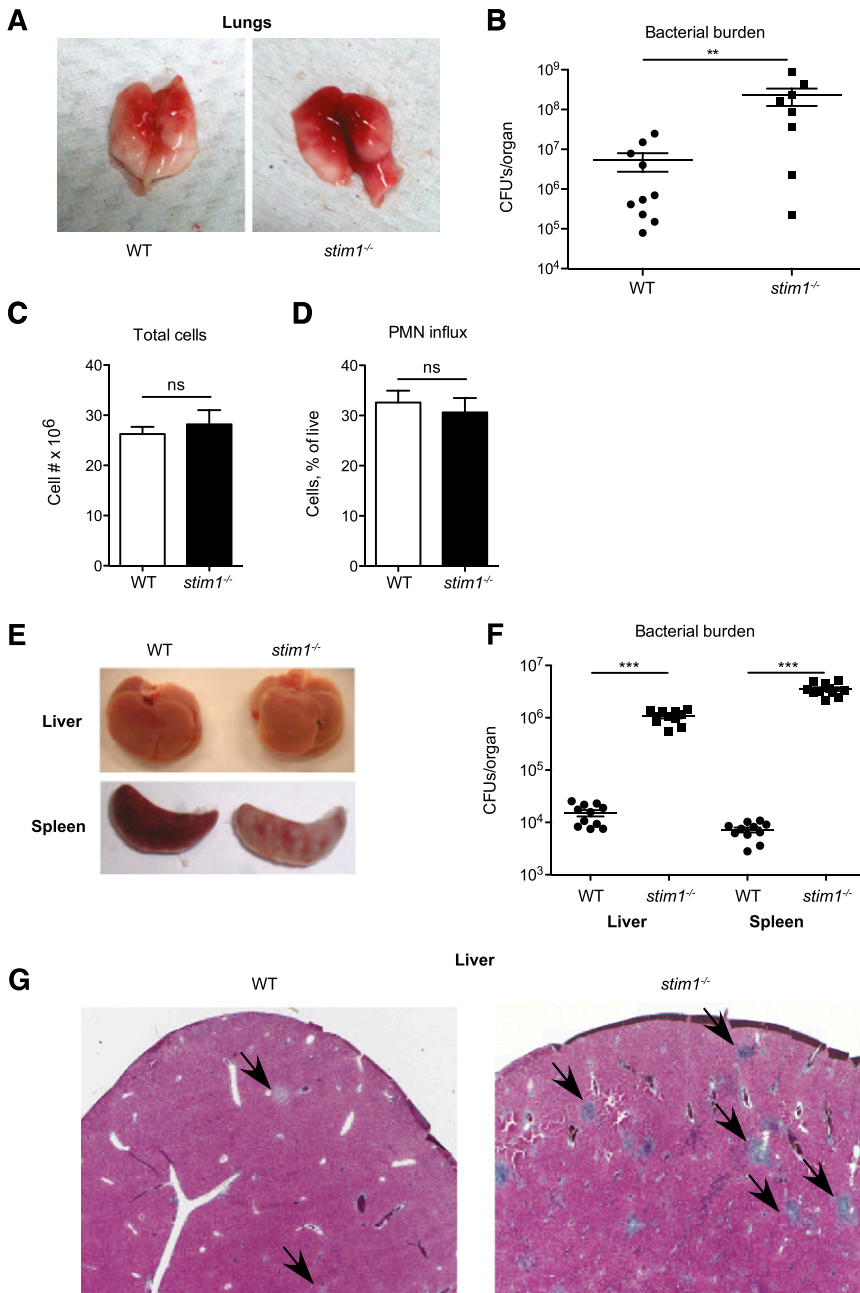 A
Lungs
WT
stim1-/-
B
Bacterial burden
**
CFU's/organ
10^9
10^8
10^7
10^6
10^5
10^4
WT
stim1-/-
C
Total cells
ns
Cell # x 10^6
40
30
20
10
0
WT
stim1-/-
D
PMN influx
ns
Cells, % of live
40
30
20
10
0
WT
stim1-/-
E
WT
stim1-/-
Liver
Spleen
F
Bacterial burden
***
***
CFUs/organ
10^7
10^6
10^5
10^4
10^3
WT
stim1-/-
WT
stim1-/-
Liver
Spleen
G
Liver
WT
stim1-/-